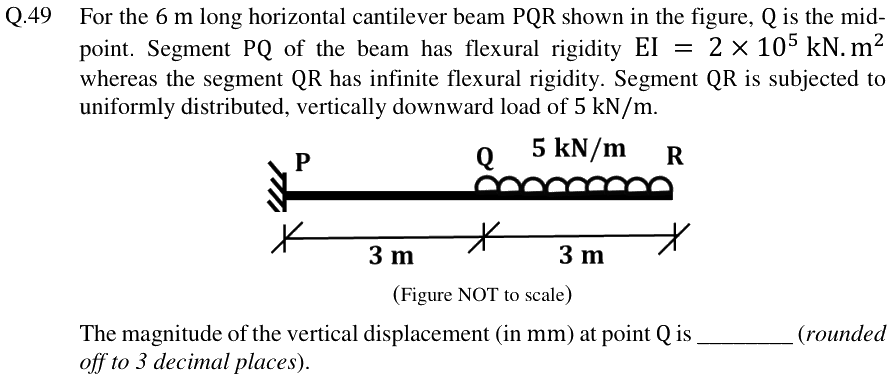 Q.49 For the 6 m long horizontal cantilever beam PQR shown in the figure, Q is the mid-
point. Segment PQ of the beam has flexural rigidity EI = 2 × 10⁵ kN.m²
whereas the segment QR has infinite flexural rigidity. Segment QR is subjected to
uniformly distributed, vertically downward load of 5 kN/m.
P Q 5 kN/m R
3 m 3 m
(Figure NOT to scale)
The magnitude of the vertical displacement (in mm) at point Q is ________ (rounded
off to 3 decimal places).